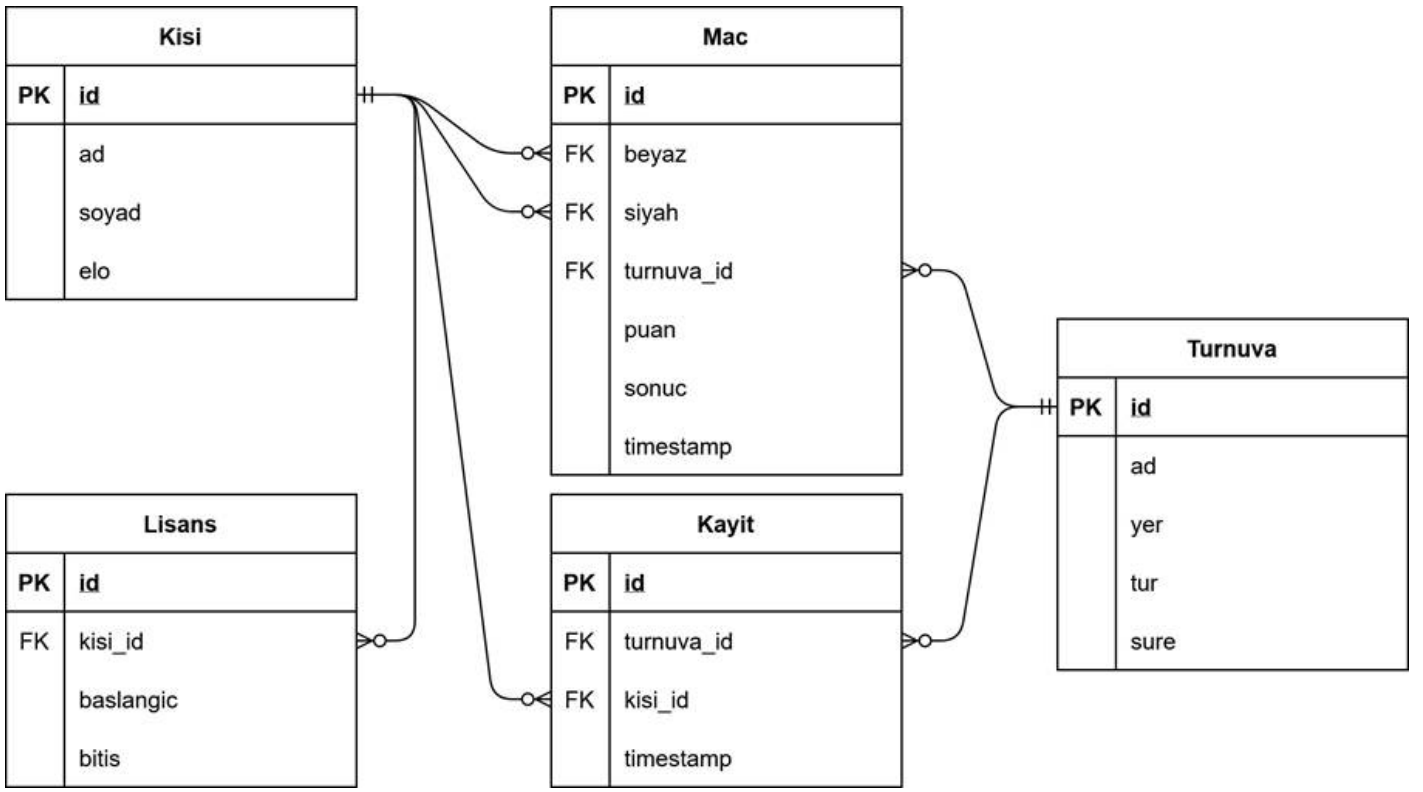 Kisi
PK id
ad
soyad
elo
Mac
PK id
FK beyaz
FK siyah
FK turnuva_id
puan
sonuc
timestamp
Turnuva
PK id
ad
yer
tur
sure
Lisans
PK id
FK kisi_id
baslangic
bitis
Kayit
PK id
FK turnuva_id
FK kisi_id
timestamp